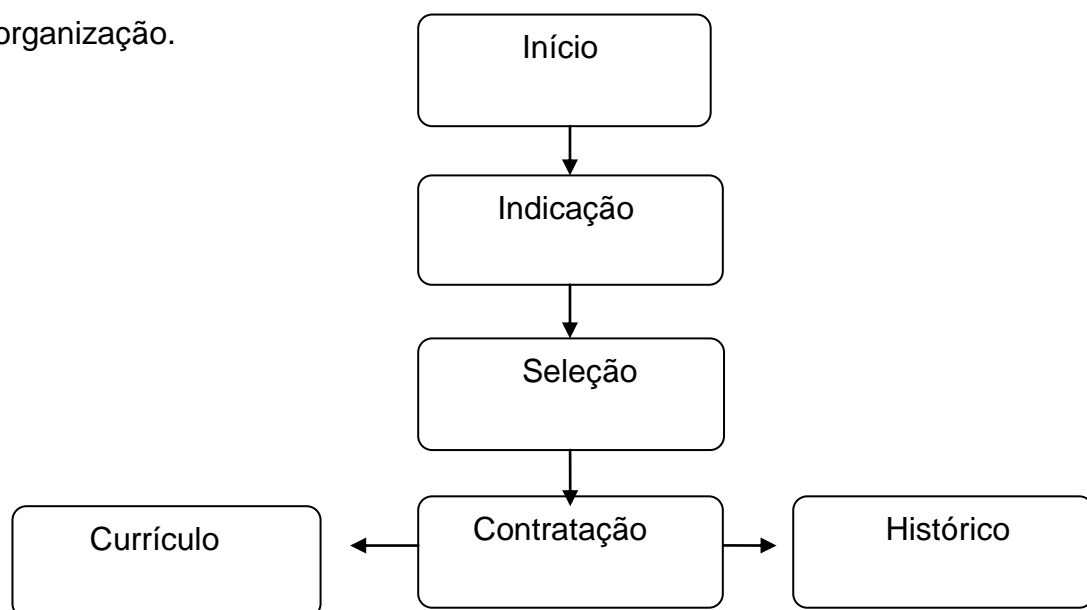 organização.
Início
Indicação
Seleção
Currículo
Contratação
Histórico